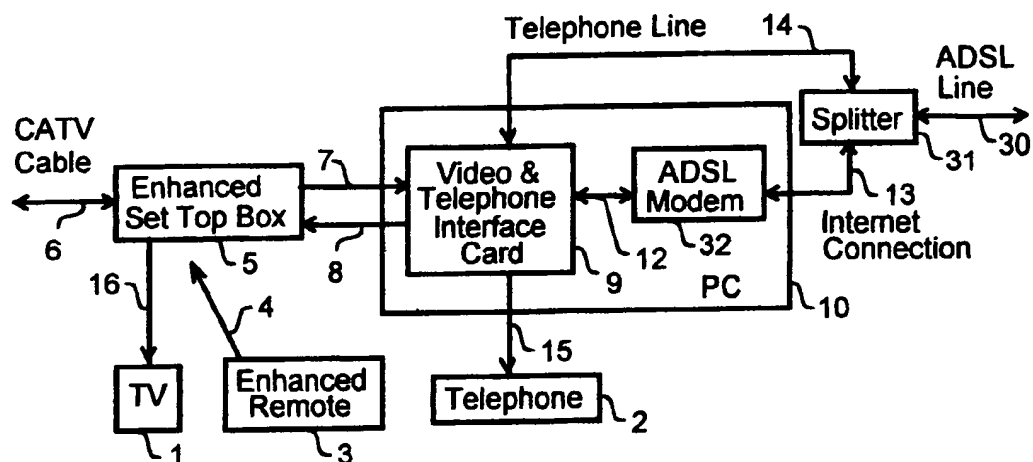 Telephone Line
14
ADSL
Line
Splitter
30
31
CATV
Cable
7
Video &
Telephone
Interface
Card
ADSL
Modem
13
Internet
Connection
Enhanced
Set Top Box
6
5
8
12
32
9
PC
10
16
4
15
TV
Enhanced
Remote
Telephone
1
3
2